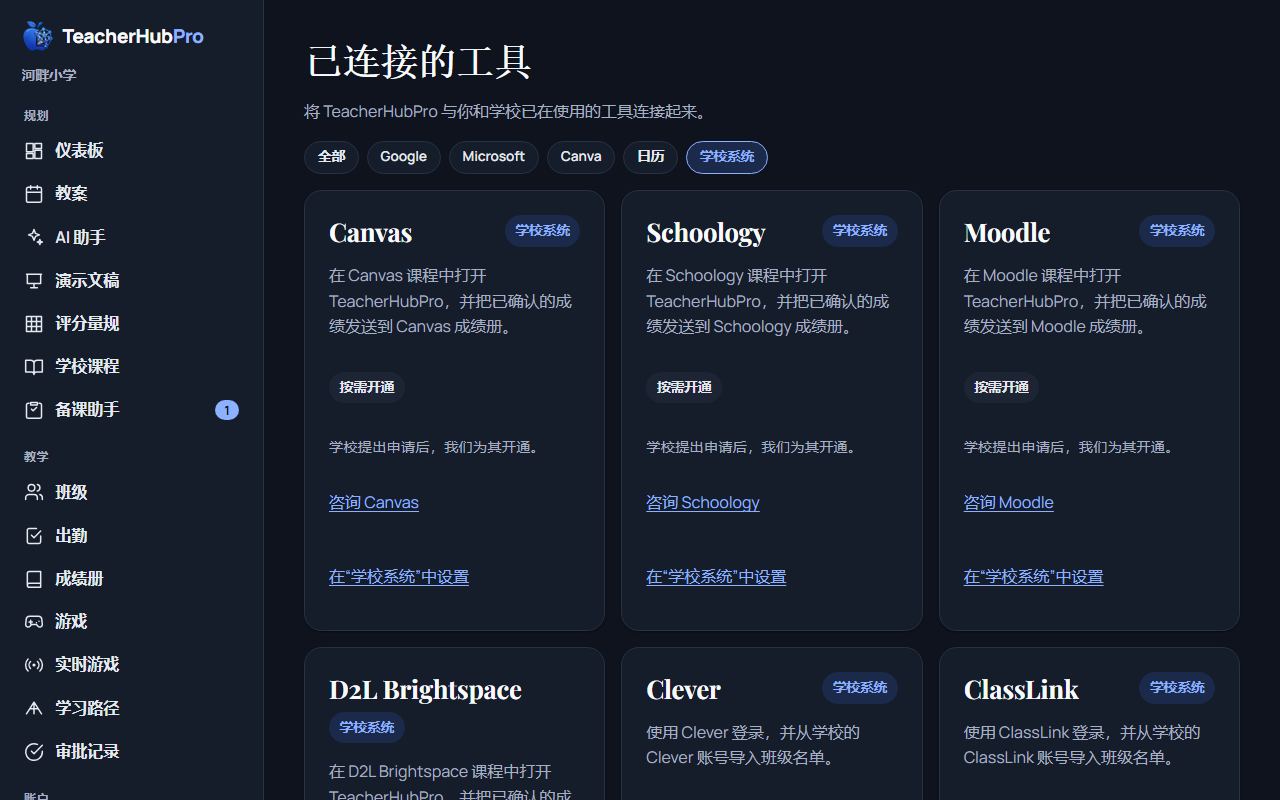 TeacherHubPro
河畔小学
规划
仪表板
教案
AI 助手
演示文稿
评分量规
学校课程
备课助手
1
教学
班级
出勤
成绩册
游戏
实时游戏
学习路径
审批记录
账户
已连接的工具
将 TeacherHubPro 与你和学校已在使用的工具连接起来。
全部
Google
Microsoft
Canva
日历
学校系统
Canvas
学校系统
在 Canvas 课程中打开
TeacherHubPro，并把已确认的成
绩发送到 Canvas 成绩册。
按需开通
学校提出申请后，我们为其开通。
咨询 Canvas
在“学校系统”中设置
Schoology
学校系统
在 Schoology 课程中打开
TeacherHubPro，并把已确认的成
绩发送到 Schoology 成绩册。
按需开通
学校提出申请后，我们为其开通。
咨询 Schoology
在“学校系统”中设置
Moodle
学校系统
在 Moodle 课程中打开
TeacherHubPro，并把已确认的成
绩发送到 Moodle 成绩册。
按需开通
学校提出申请后，我们为其开通。
咨询 Moodle
在“学校系统”中设置
D2L Brightspace
学校系统
在 D2L Brightspace 课程中打开
TeacherHubPro，并把已确认的成
Clever
学校系统
使用 Clever 登录，并从学校的
Clever 账号导入班级名单。
ClassLink
学校系统
使用 ClassLink 登录，并从学校的
ClassLink 账号导入班级名单。